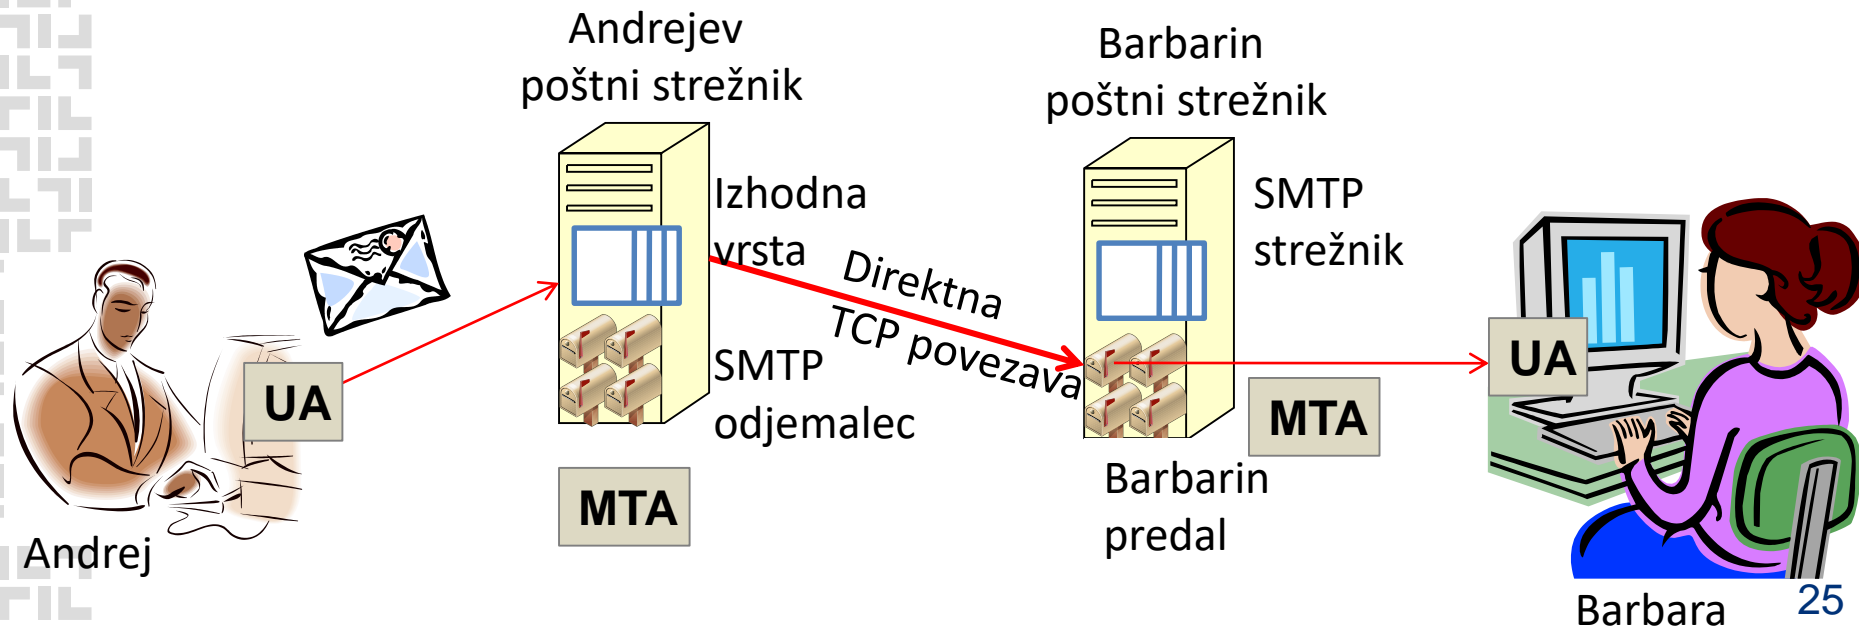 Andrejev
poštni strežnik
Barbarin
poštni strežnik
Izhodna
vrsta
SMTP
strežnik
Direktna
TCP povezava
UA
SMTP
odjemalec
UA
MTA
MTA
Barbarin
predal
Andrej
Barbara
25